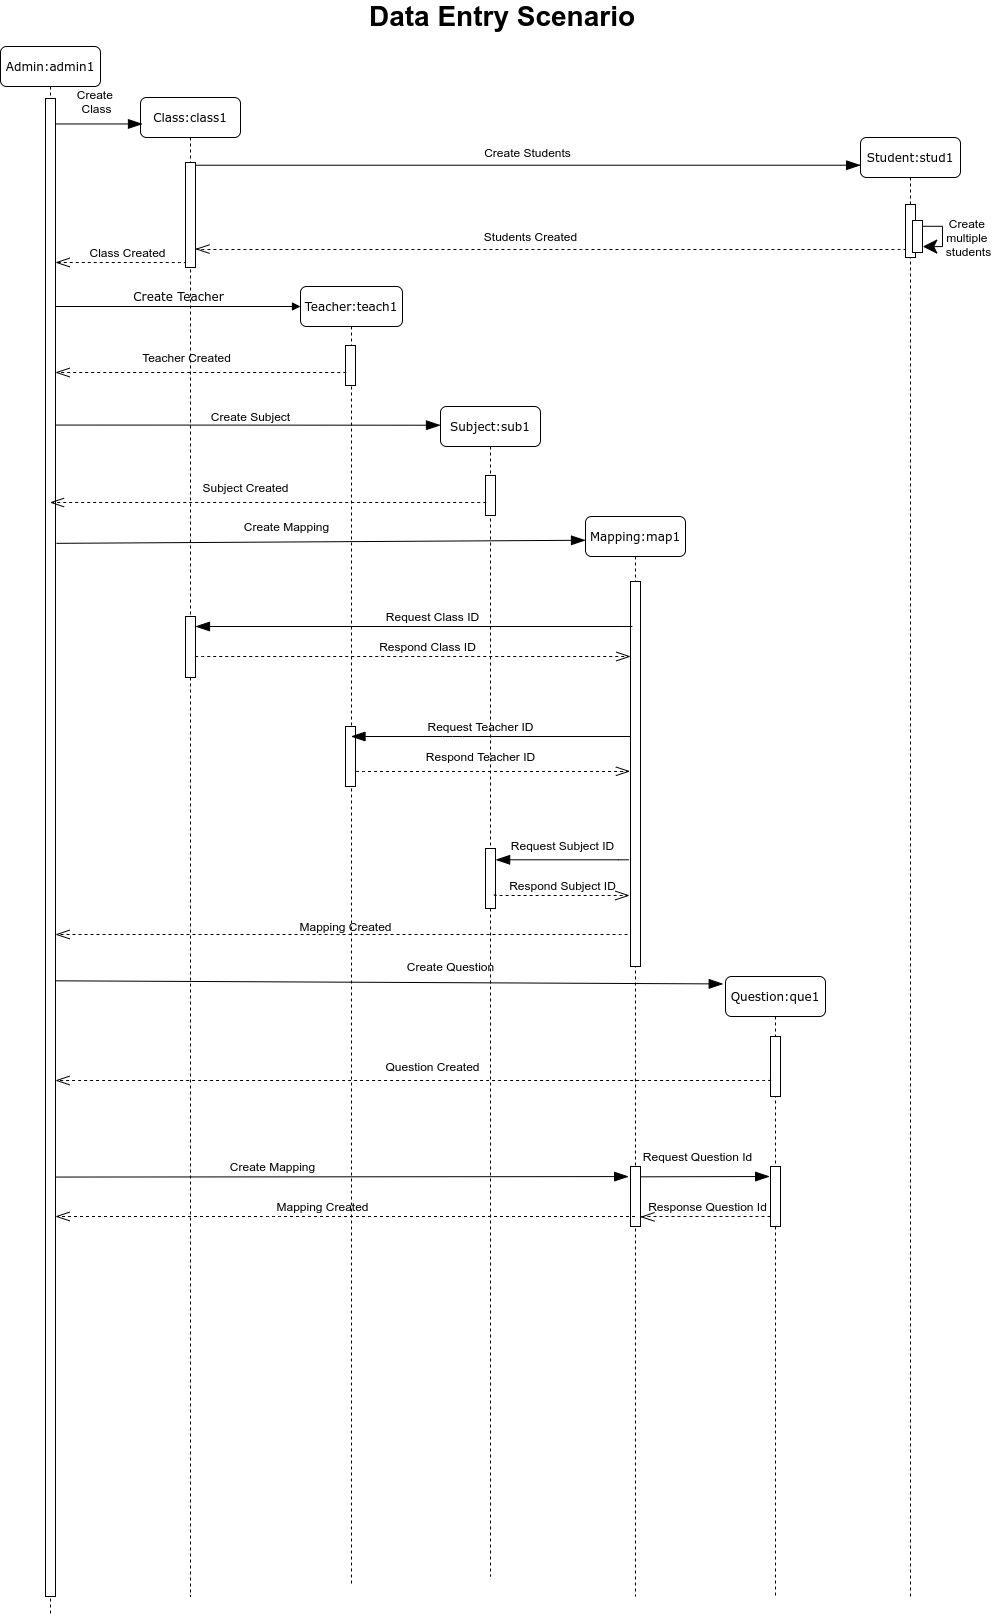 Data Entry Scenario
Admin:admin1
Create
Class
Class:class1
Create Students
Student:stud1
Create
multiple
students
Students Created
Class Created
Create Teacher
Teacher:teach1
Teacher Created
Create Subject
Subject:sub1
Subject Created
Create Mapping
Mapping:map1
Request Class ID
Respond Class ID
Request Teacher ID
Respond Teacher ID
Request Subject ID
Respond Subject ID
Mapping Created
Create Question
Question:que1
Question Created
Create Mapping
Request Question Id
Mapping Created
Response Question Id